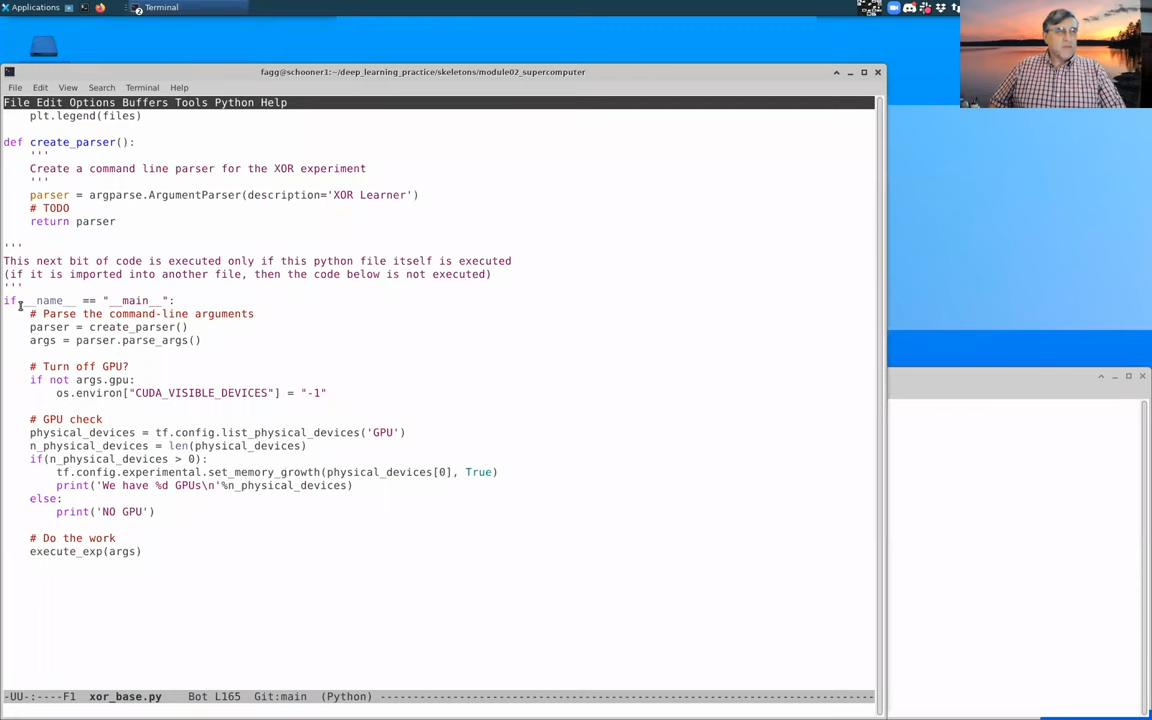 Applications
Terminal
fagg@schooner1:~/deep_learning_practice/skeletons/module02_supercomputer
File Edit View Search Terminal Help
File Edit Options Buffers Tools Python Help
    plt.legend(files)
def create_parser():
    '''
    Create a command line parser for the XOR experiment
    '''
    parser = argparse.ArgumentParser(description='XOR Learner')
    # TODO
    return parser
'''
This next bit of code is executed only if this python file itself is executed
(if it is imported into another file, then the code below is not executed)
'''
if __name__ == "__main__":
    # Parse the command-line arguments
    parser = create_parser()
    args = parser.parse_args()
    # Turn off GPU?
    if not args.gpu:
        os.environ["CUDA_VISIBLE_DEVICES"] = "-1"
    # GPU check
    physical_devices = tf.config.list_physical_devices('GPU')
    n_physical_devices = len(physical_devices)
    if(n_physical_devices > 0):
        tf.config.experimental.set_memory_growth(physical_devices[0], True)
        print('We have %d GPUs\n'%n_physical_devices)
    else:
        print('NO GPU')
    # Do the work
    execute_exp(args)
-UU-:----F1  xor_base.py    Bot L165  Git:main  (Python) ----------------------------------------------------------------------